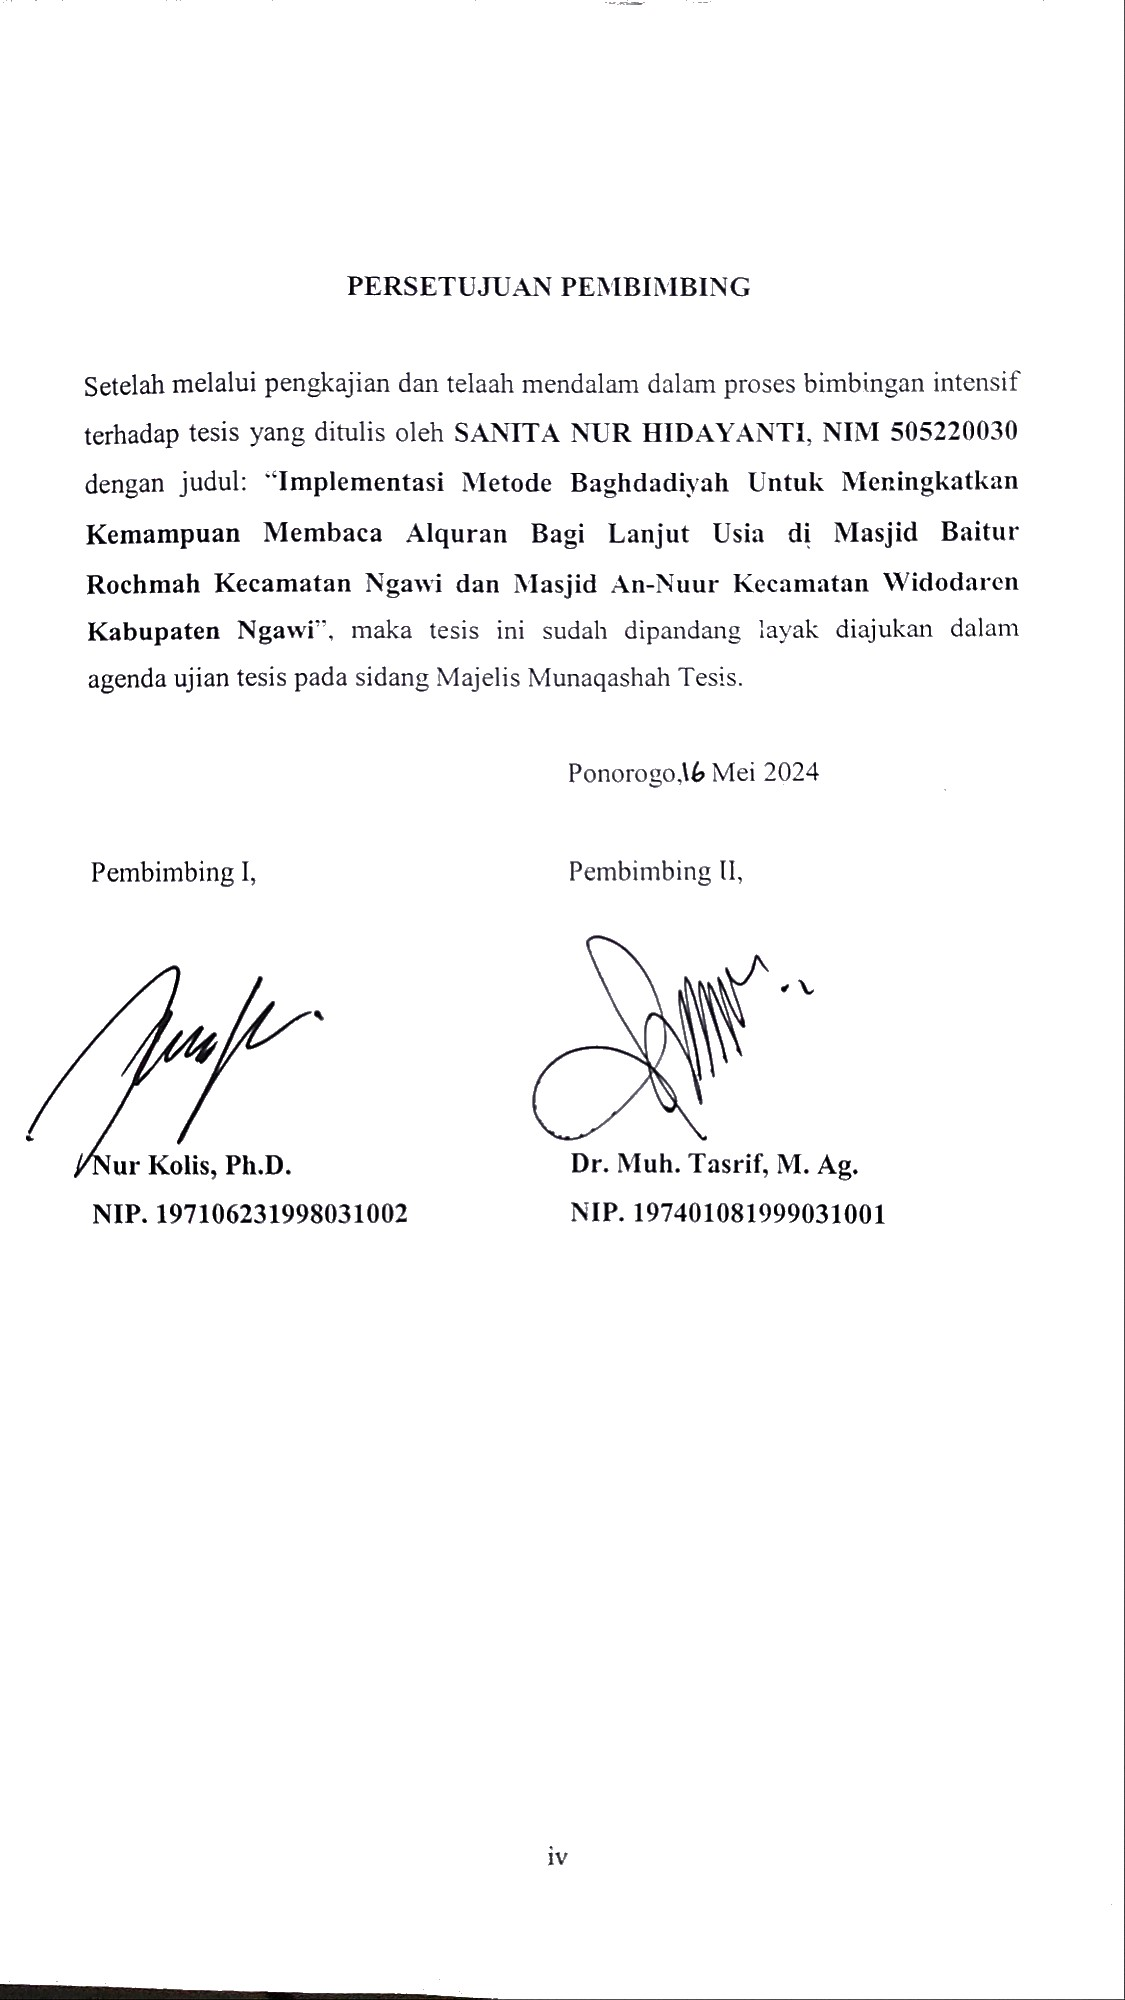 PERSETUJUAN PEMBIMBING
Setelah melalui pengkajian dan telaah mendalam dalam proses bimbingan intensif
terhadap tesis yang ditulis oleh SANITA NUR HIDAYANTI, NIM 505220030
dengan judul: “Implementasi Metode Baghdadiyah Untuk Meningkatkan
Kemampuan Membaca Alquran Bagi Lanjut Usia di Masjid Baitur
Rochmah Kecamatan Ngawi dan Masjid An-Nuur Kecamatan Widodaren
Kabupaten Ngawi”, maka tesis ini sudah dipandang layak diajukan dalam
agenda ujian tesis pada sidang Majelis Munaqashah Tesis.
Ponorogo,16 Mei 2024
Pembimbing I,
Pembimbing II,
Nur Kolis, Ph.D.
Dr. Muh. Tasrif, M. Ag.
NIP. 197106231998031002
NIP. 197401081999031001
iv